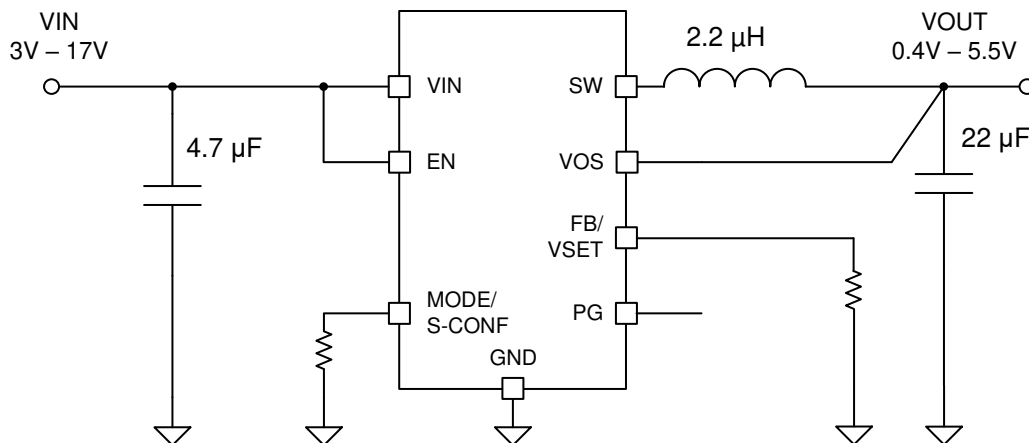 VIN
3V – 17V
4.7 µF
VIN
EN
MODE/
S-CONF
GND
SW
VOS
FB/
VSET
PG
2.2 µH
VOUT
0.4V – 5.5V
22 µF